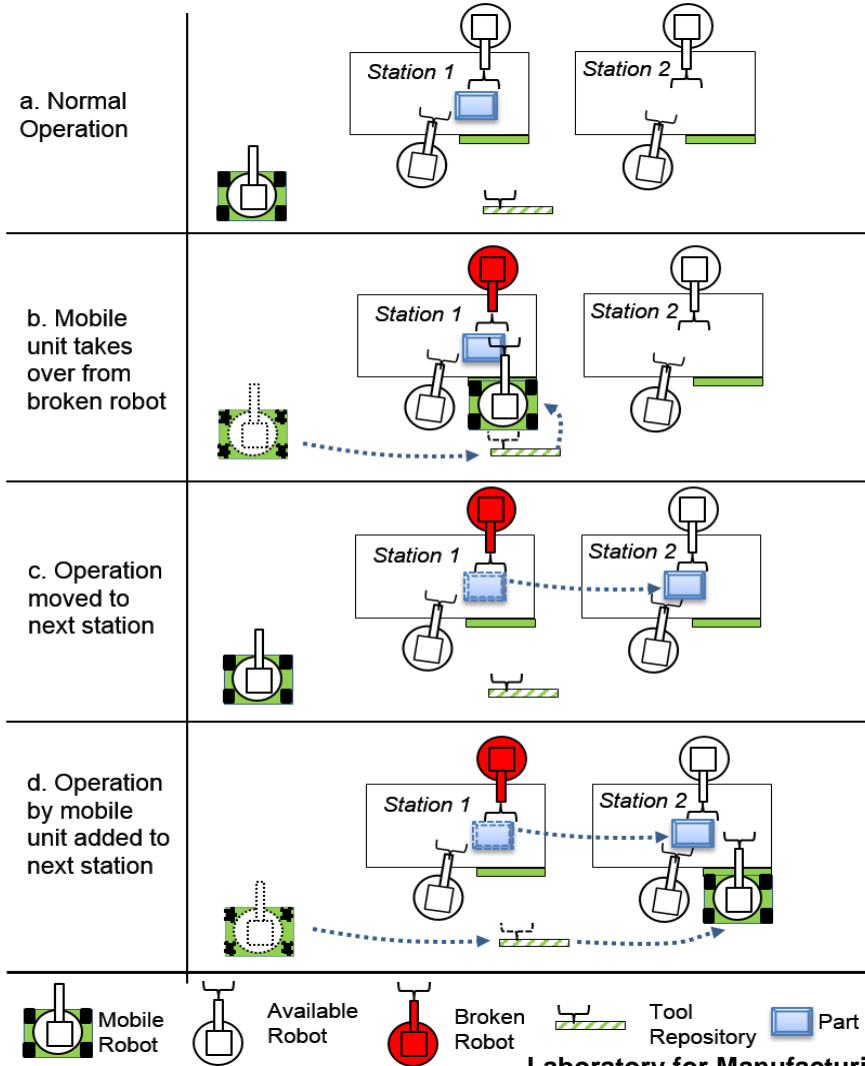 a. Normal
Operation
Station 1
Station 2
b. Mobile
unit takes
over from
broken robot
Station 1
Station 2
c. Operation
moved to
next station
Station 1
Station 2
d. Operation
by mobile
unit added to
next station
Station 1
Station 2
Mobile
Robot
Available
Robot
Broken
Robot
Tool
Repository
Part